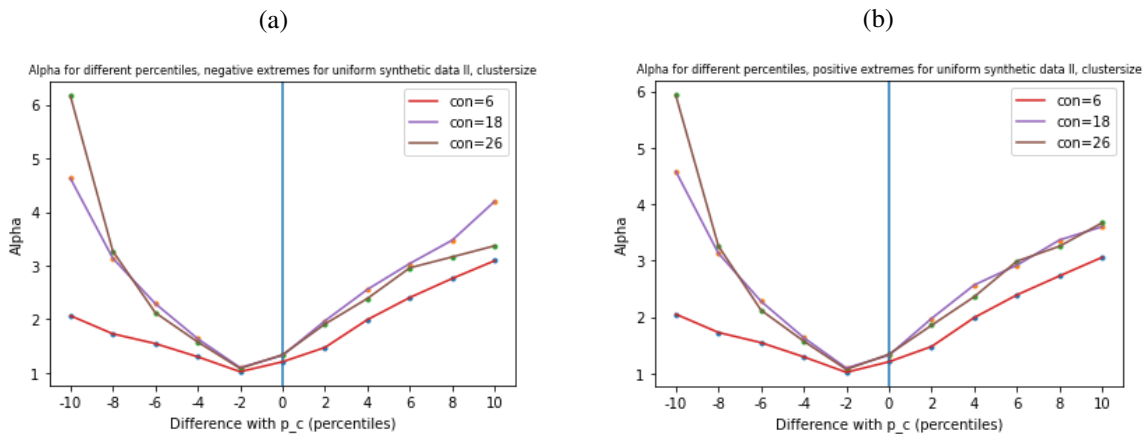 (a)
Alpha for different percentiles, negative extremes for uniform synthetic data II, clustersize
6
5
4
3
2
1
Alpha
con=6
con=18
con=26
-10 -8 -6 -4 -2 0 2 4 6 8 10
Difference with p_c (percentiles)
(b)
Alpha for different percentiles, positive extremes for uniform synthetic data II, clustersize
6
5
4
3
2
1
Alpha
con=6
con=18
con=26
-10 -8 -6 -4 -2 0 2 4 6 8 10
Difference with p_c (percentiles)